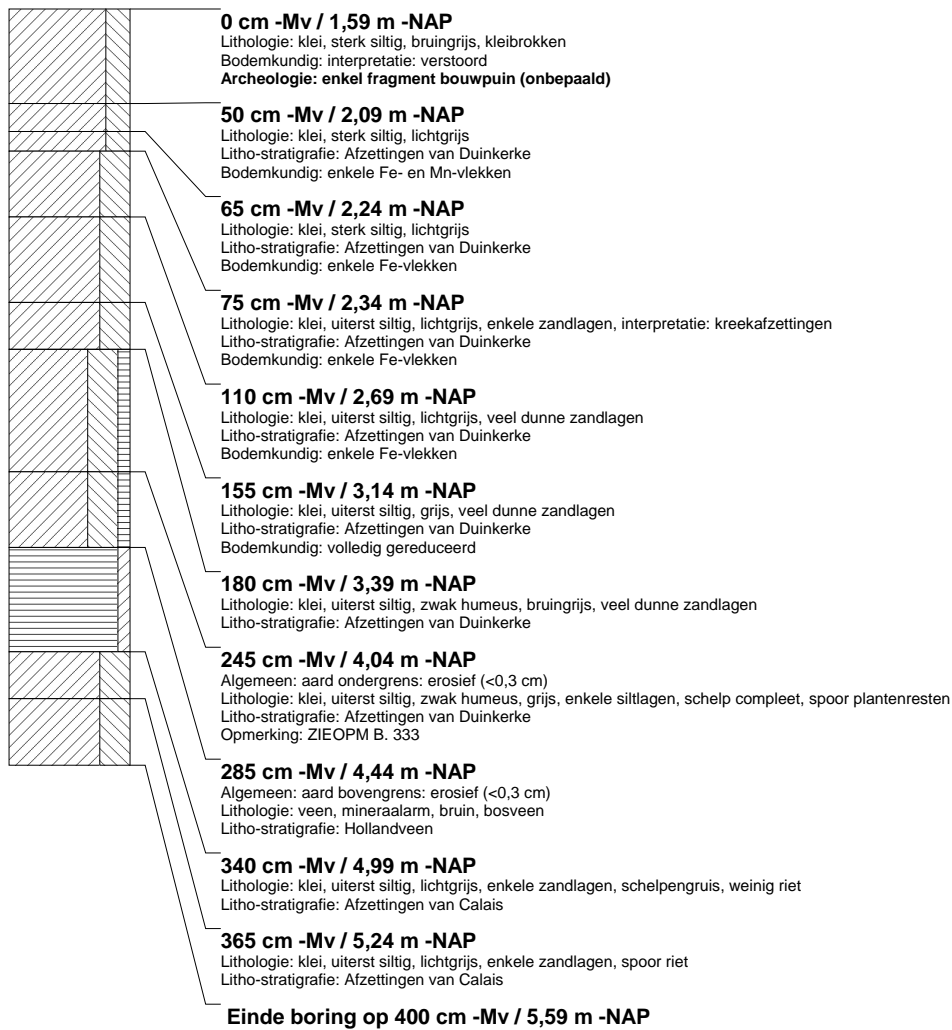 0 cm -Mv / 1,59 m -NAP
Lithologie: klei, sterk siltig, bruingrijs, kleibrokken
Bodemkundig: interpretatie: verstoord
Archeologie: enkel fragment bouwpuin (onbepaald)
50 cm -Mv / 2,09 m -NAP
Lithologie: klei, sterk siltig, lichtgrijs
Litho-stratigrafie: Afzettingen van Duinkerke
Bodemkundig: enkele Fe- en Mn-vlekken
65 cm -Mv / 2,24 m -NAP
Lithologie: klei, sterk siltig, lichtgrijs
Litho-stratigrafie: Afzettingen van Duinkerke
Bodemkundig: enkele Fe-vlekken
75 cm -Mv / 2,34 m -NAP
Lithologie: klei, uiterst siltig, lichtgrijs, enkele zandlagen, interpretatie: kreekafzettingen
Litho-stratigrafie: Afzettingen van Duinkerke
Bodemkundig: enkele Fe-vlekken
110 cm -Mv / 2,69 m -NAP
Lithologie: klei, uiterst siltig, lichtgrijs, veel dunne zandlagen
Litho-stratigrafie: Afzettingen van Duinkerke
Bodemkundig: enkele Fe-vlekken
155 cm -Mv / 3,14 m -NAP
Lithologie: klei, uiterst siltig, grijs, veel dunne zandlagen
Litho-stratigrafie: Afzettingen van Duinkerke
Bodemkundig: volledig gereduceerd
180 cm -Mv / 3,39 m -NAP
Lithologie: klei, uiterst siltig, zwak humeus, bruingrijs, veel dunne zandlagen
Litho-stratigrafie: Afzettingen van Duinkerke
245 cm -Mv / 4,04 m -NAP
Algemeen: aard ondergrens: erosief (<0,3 cm)
Lithologie: klei, uiterst siltig, zwak humeus, grijs, enkele siltlagen, schelp compleet, spoor plantenresten
Litho-stratigrafie: Afzettingen van Duinkerke
Opmerking: ZIEOPM B. 333
285 cm -Mv / 4,44 m -NAP
Algemeen: aard bovengrens: erosief (<0,3 cm)
Lithologie: veen, mineraalarm, bruin, bosveen
Litho-stratigrafie: Hollandveen
340 cm -Mv / 4,99 m -NAP
Lithologie: klei, uiterst siltig, lichtgrijs, enkele zandlagen, schelpengruis, weinig riet
Litho-stratigrafie: Afzettingen van Calais
365 cm -Mv / 5,24 m -NAP
Lithologie: klei, uiterst siltig, lichtgrijs, enkele zandlagen, spoor riet
Litho-stratigrafie: Afzettingen van Calais
Einde boring op 400 cm -Mv / 5,59 m -NAP